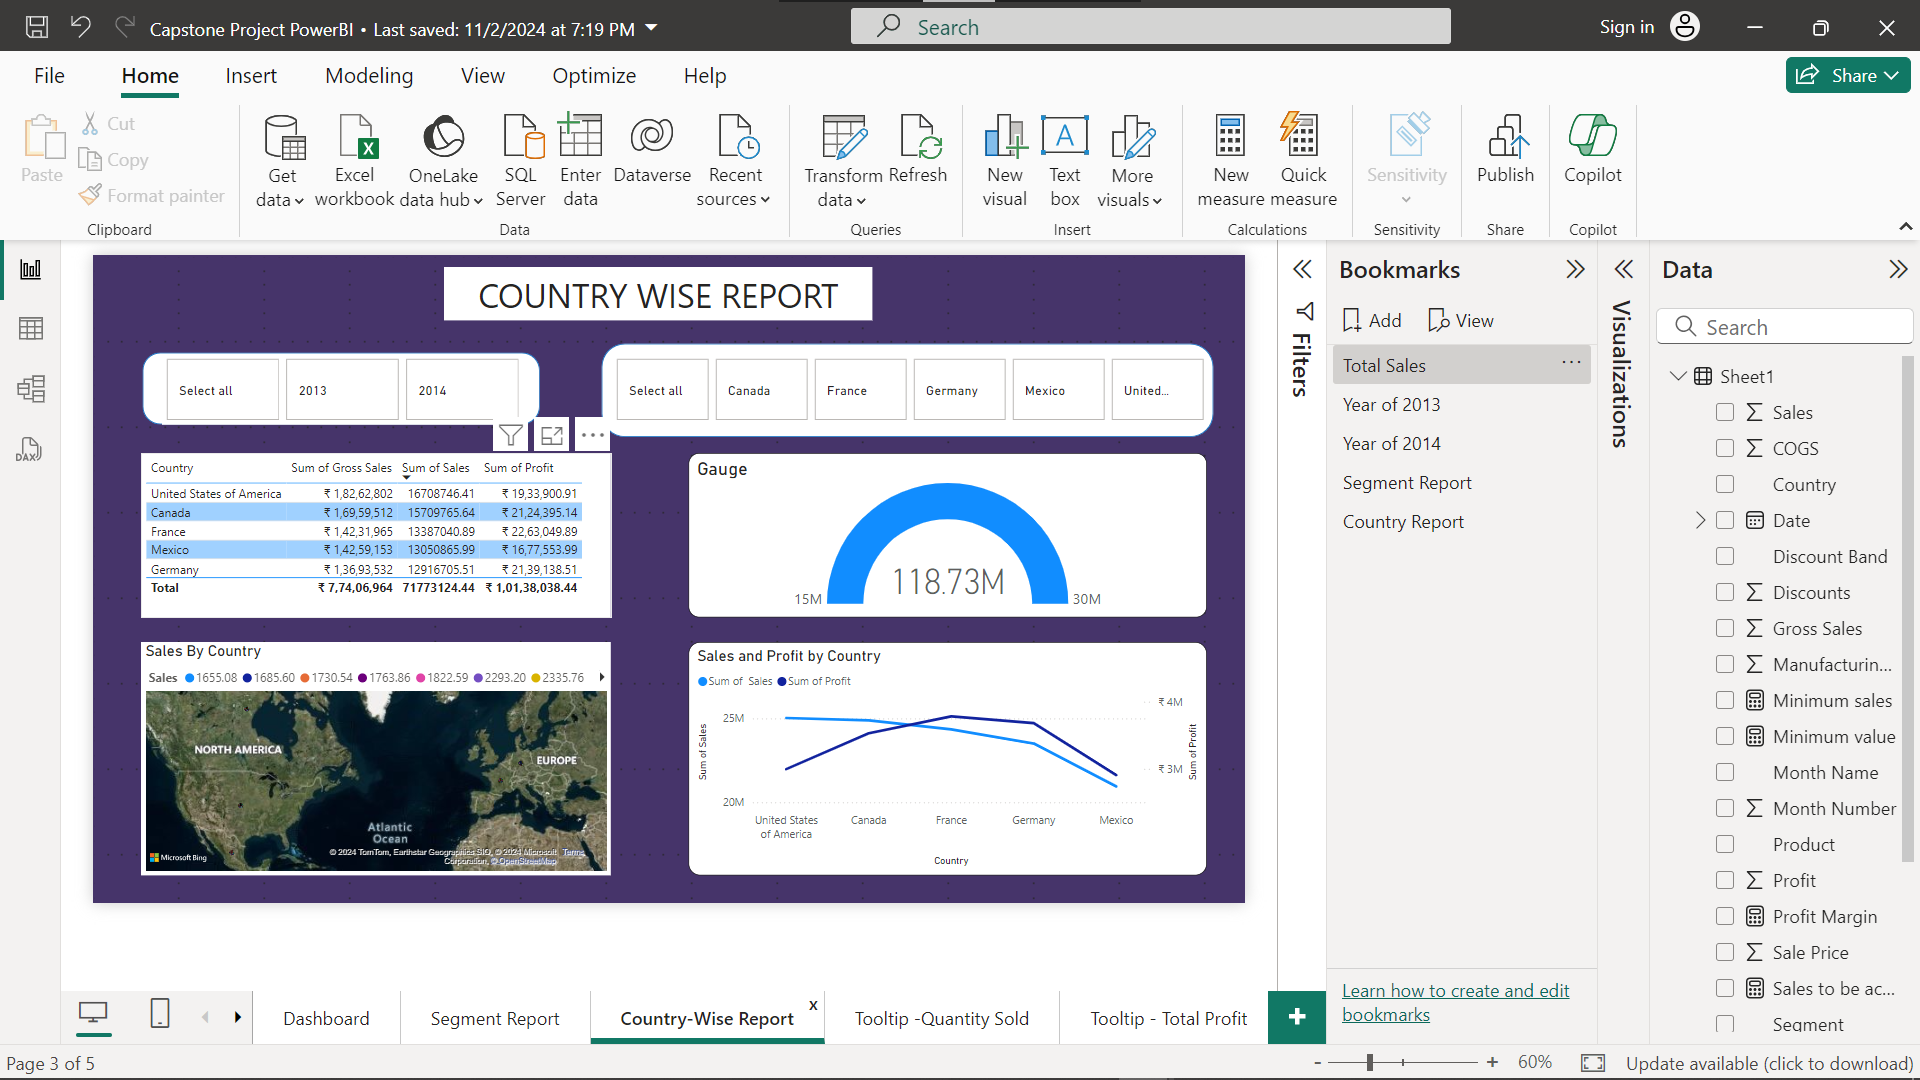 Capstone Project PowerBI • Last saved: 11/2/2024 at 7:19 PM
Search
Sign in
File
Home
Insert
Modeling
View
Optimize
Help
Share
Paste
Cut
Copy
Format painter
Clipboard
Get data
Excel workbook
OneLake data hub
SQL Server
Enter data
Dataverse
Recent sources
Data
Transform data
Refresh
Queries
New visual
Text box
More visuals
Insert
New measure
Quick measure
Calculations
Sensitivity
Sensitivity
Publish
Share
Copilot
Copilot
DAX
COUNTRY WISE REPORT
Select all
2013
2014
Select all
Canada
France
Germany
Mexico
United...
Country Sum of Gross Sales Sum of Sales Sum of Profit
United States of America ₹ 1,82,62,802 16708746.41 ₹ 19,33,900.91
Canada ₹ 1,69,59,512 15709765.64 ₹ 21,24,395.14
France ₹ 1,42,31,965 13387040.89 ₹ 22,63,049.89
Mexico ₹ 1,42,59,153 13050865.99 ₹ 16,77,553.99
Germany ₹ 1,36,93,532 12916705.51 ₹ 21,39,138.51
Total ₹ 7,74,06,964 71773124.44 ₹ 1,01,38,038.44
Gauge
118.73M
15M
30M
Sales By Country
Sales 1655.08 1685.60 1730.54 1763.86 1822.59 2293.20 2335.76
NORTH AMERICA
EUROPE
Atlantic
Ocean
Microsoft Bing
© 2024 TomTom, Earthstar Geographics SIO, © 2024 Microsoft Corporation, © OpenStreetMap Terms
Sales and Profit by Country
Sum of Sales Sum of Profit
25M
20M
₹ 4M
₹ 3M
Sum of Sales
Sum of Profit
United States
of America
Canada
France
Germany
Mexico
Country
Filters
Bookmarks
Add
View
Total Sales
Year of 2013
Year of 2014
Segment Report
Country Report
Learn how to create and edit
bookmarks
Visualizations
Data
Search
Sheet1
Sales
COGS
Country
Date
Discount Band
Discounts
Gross Sales
Manufacturin...
Minimum sales
Minimum value
Month Name
Month Number
Product
Profit
Profit Margin
Sale Price
Sales to be ac...
Segment
Dashboard
Segment Report
Country-Wise Report
x
Tooltip -Quantity Sold
Tooltip - Total Profit
+
Page 3 of 5
- + 60%
Update available (click to download)